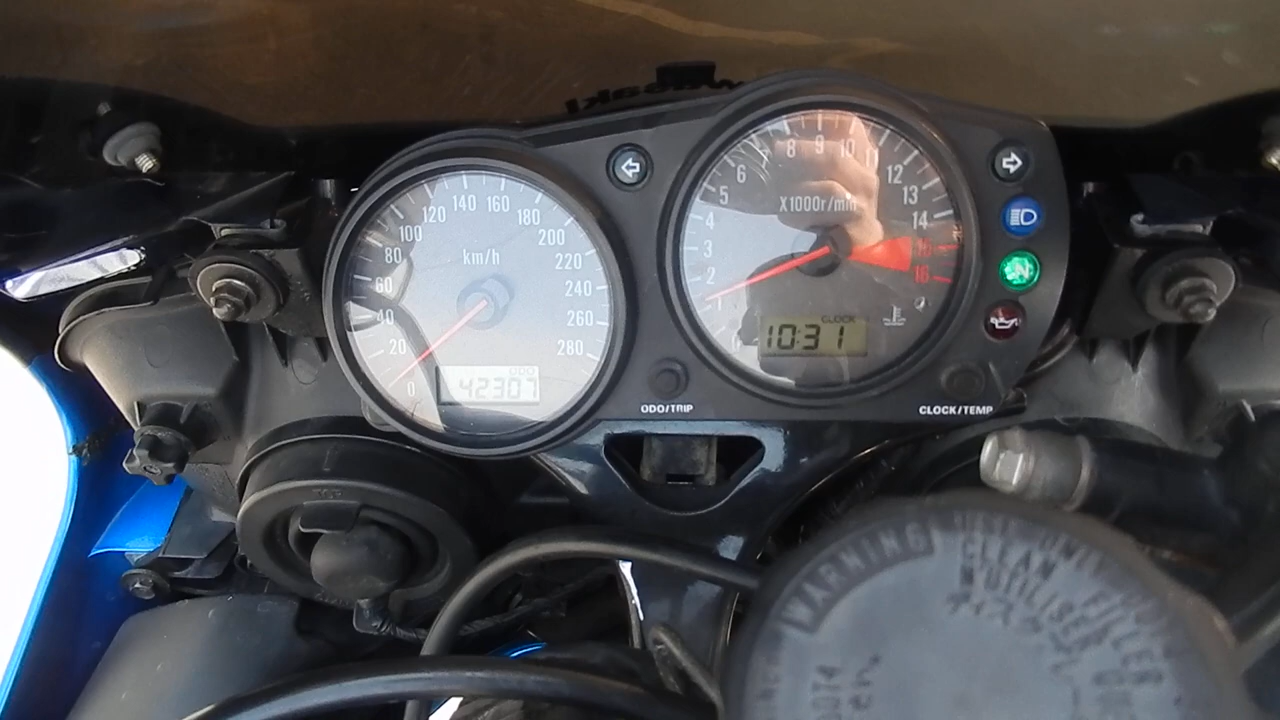 140 160
120 180
100 200
80 220
60 240
40 260
20 280
0
km/h
ODO
42307
ODO/TRIP
8 9 10
6 12
5 13
4 14
3 15
2 16
1
X1000r/min
CLOCK
10:31
N
CLOCK/TEMP
WARNING
CLEAN FILLER